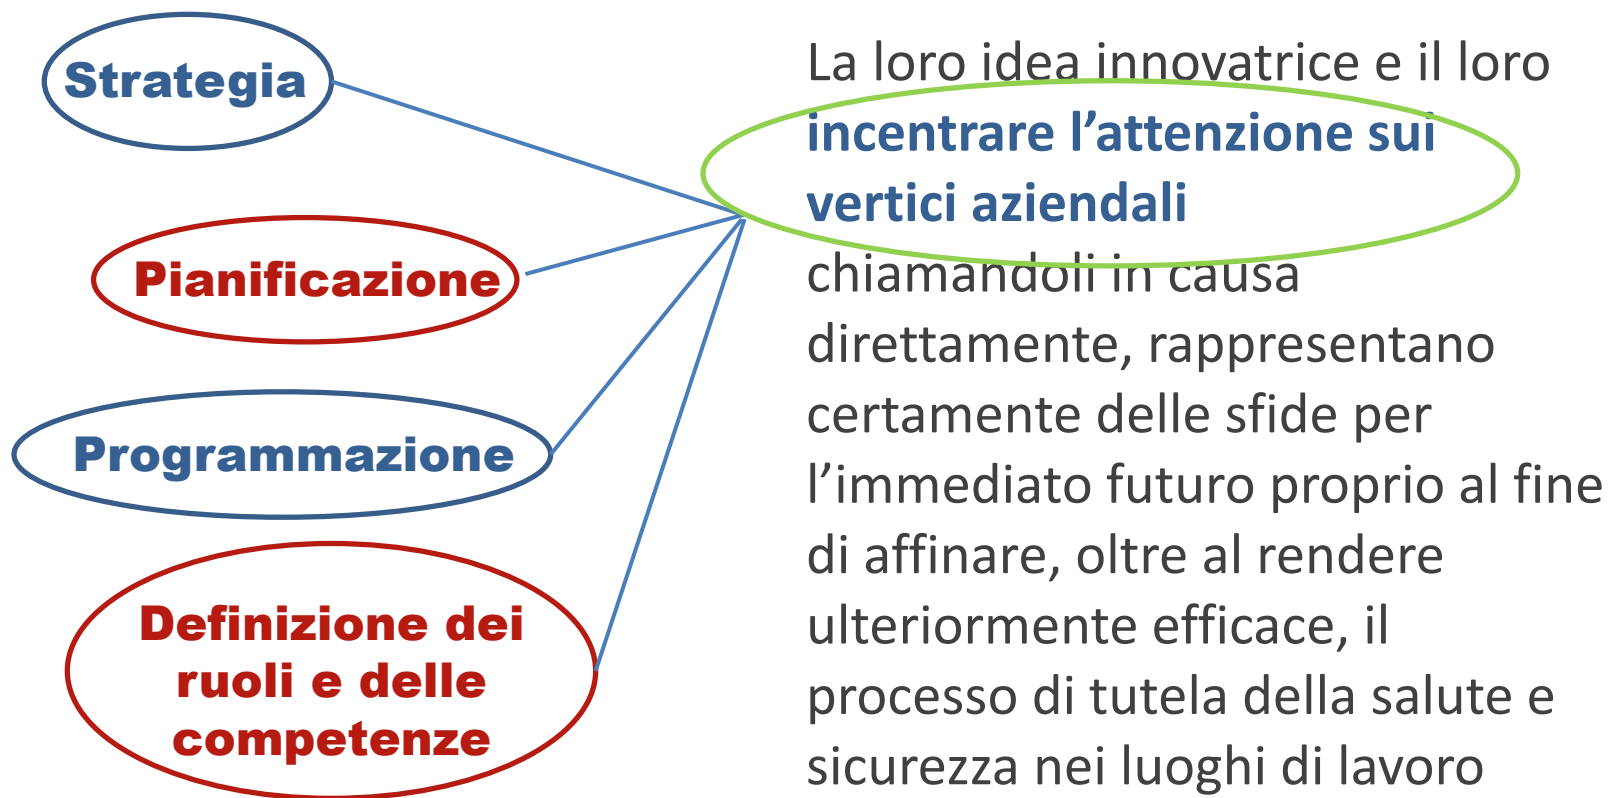 Strategia
Pianificazione
Programmazione
Definizione dei
ruoli e delle
competenze
La loro idea innovatrice e il loro
incentrare l’attenzione sui
vertici aziendali
chiamandoli in causa
direttamente, rappresentano
certamente delle sfide per
l’immediato futuro proprio al fine
di affinare, oltre al rendere
ulteriormente efficace, il
processo di tutela della salute e
sicurezza nei luoghi di lavoro